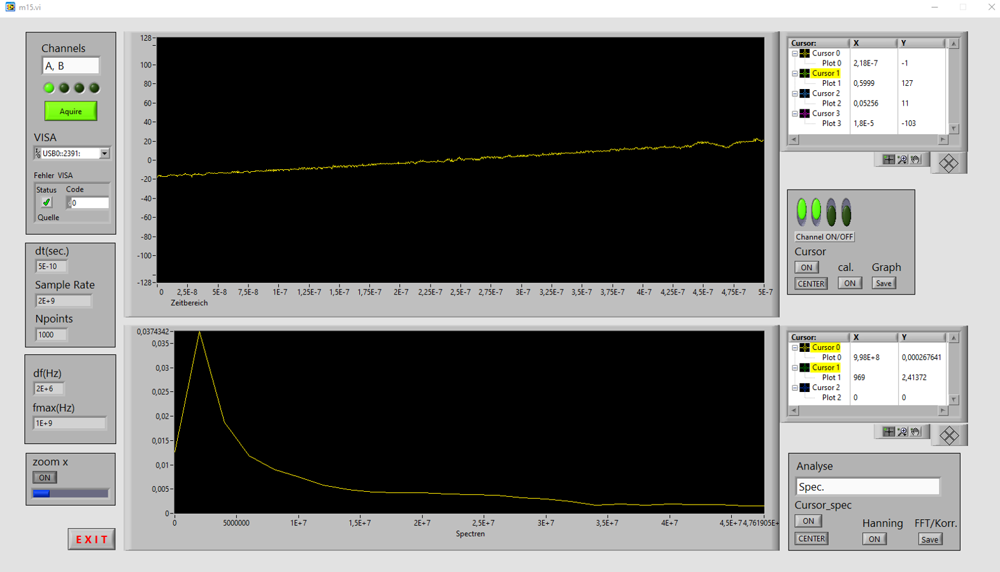 m15.vi
Channels
A, B
Aquire
VISA
USB0::2391:
Fehler VISA
Status Code
0
Quelle
dt(sec.)
5E-10
Sample Rate
2E+9
Npoints
1000
df(Hz)
2E+6
fmax(Hz)
1E+9
zoom x
ON
EXIT
128
100
80
60
40
20
0
-20
-40
-60
-80
-100
-128
0 2,5E-8 5E-8 7,5E-8 1E-7 1,25E-7 1,5E-7 1,75E-7 2E-7 2,25E-7 2,5E-7 2,75E-7 3E-7 3,25E-7 3,5E-7 3,75E-7 4E-7 4,25E-7 4,5E-7 4,75E-7 5E-7
Zeitbereich
0,0374342
0,035
0,03
0,025
0,02
0,015
0,01
0,005
0
0 5000000 1E+7 1,5E+7 2E+7 2,5E+7 3E+7 3,5E+7 4E+7 4,5E+7 4,761905E+
Spectren
Cursor: X Y
Cursor 0
Plot 0 2,18E-7 -1
Cursor 1
Plot 1 0,5999 127
Cursor 2
Plot 2 0,05256 11
Cursor 3
Plot 3 1,8E-5 -103
Channel ON/OFF
Cursor
ON cal. Graph
CENTER ON Save
Cursor: X Y
Cursor 0
Plot 0 9,98E+8 0,000267641
Cursor 1
Plot 1 969 2,41372
Cursor 2
Plot 2 0 0
Analyse
Spec.
Cursor_spec
ON Hanning FFT/Korr.
CENTER ON Save